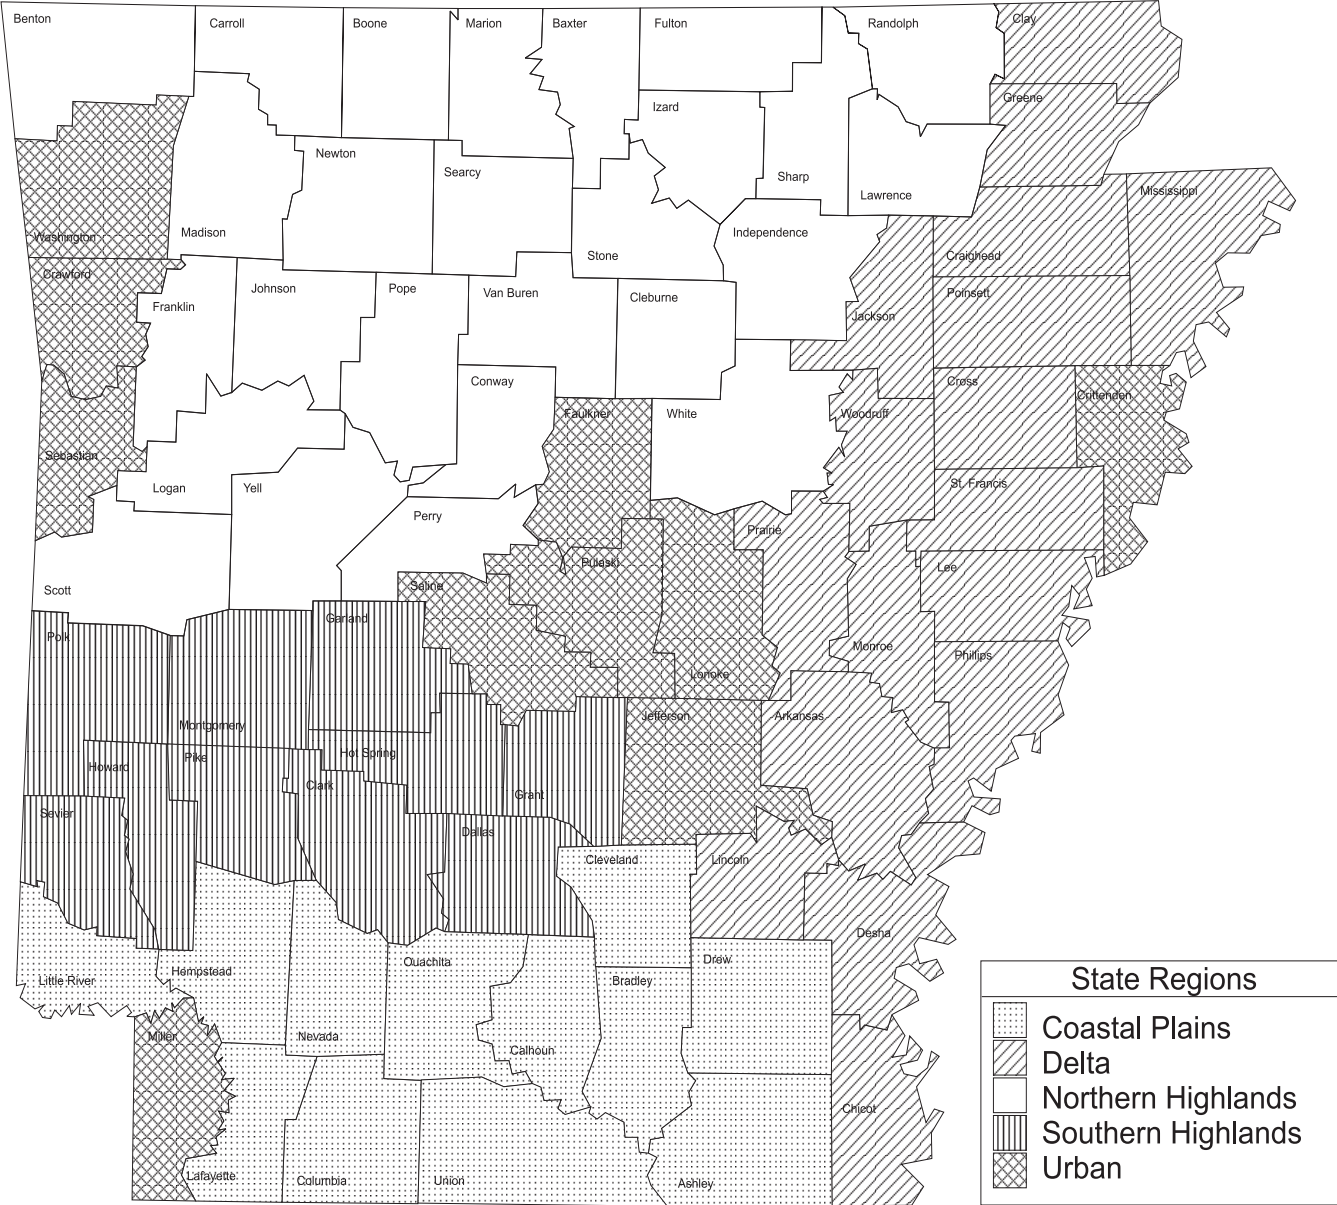 Benton
Carroll
Boone
Marion
Baxter
Fulton
Randolph
Clay
Izard
Greene
Newton
Searcy
Sharp
Lawrence
Mississippi
Washington
Madison
Stone
Independence
Craighead
Crawford
Franklin
Johnson
Pope
Van Buren
Cleburne
Jackson
Poinsett
Conway
Cross
Crittenden
Faulkner
White
Woodruff
Sebastian
Logan
Yell
Perry
St. Francis
Prairie
Scott
Saline
Pulaski
Lee
Polk
Garland
Lonoke
Monroe
Phillips
Montgomery
Jefferson
Arkansas
Howard
Pike
Hot Spring
Clark
Grant
Sevier
Dallas
Cleveland
Lincoln
Little River
Hempstead
Ouachita
Bradley
Drew
Desha
Miller
Nevada
Calhoun
Chicot
Lafayette
Columbia
Union
Ashley
State Regions
Coastal Plains
Delta
Northern Highlands
Southern Highlands
Urban